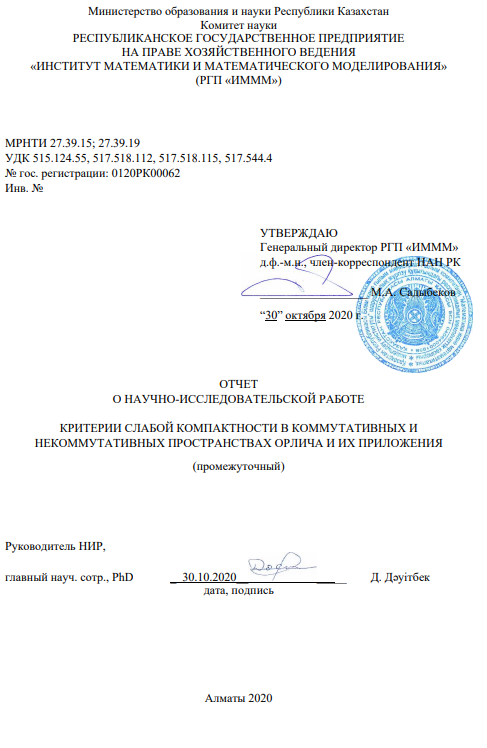 Министерство образования и науки Республики Казахстан
Комитет науки
РЕСПУБЛИКАНСКОЕ ГОСУДАРСТВЕННОЕ ПРЕДПРИЯТИЕ
НА ПРАВЕ ХОЗЯЙСТВЕННОГО ВЕДЕНИЯ
«ИНСТИТУТ МАТЕМАТИКИ И МАТЕМАТИЧЕСКОГО МОДЕЛИРОВАНИЯ»
(РГП «ИМММ»)
МРНТИ 27.39.15; 27.39.19
УДК 515.124.55, 517.518.112, 517.518.115, 517.544.4
№ гос. регистрации: 0120РК00062
Инв. №
УТВЕРЖДАЮ
Генеральный директор РГП «ИМММ»
д.ф.-м.н., член-корреспондент НАН РК
М.А. Садыбеков
“30” октября 2020 г.
ОТЧЕТ
О НАУЧНО-ИССЛЕДОВАТЕЛЬСКОЙ РАБОТЕ
КРИТЕРИИ СЛАБОЙ КОМПАКТНОСТИ В КОММУТАТИВНЫХ И
НЕКОММУТАТИВНЫХ ПРОСТРАНСТВАХ ОРЛИЧА И ИХ ПРИЛОЖЕНИЯ
(промежуточный)
Руководитель НИР,
главный науч. сотр., PhD 30.10.2020 Д. Дәуітбек
дата, подпись
Алматы 2020